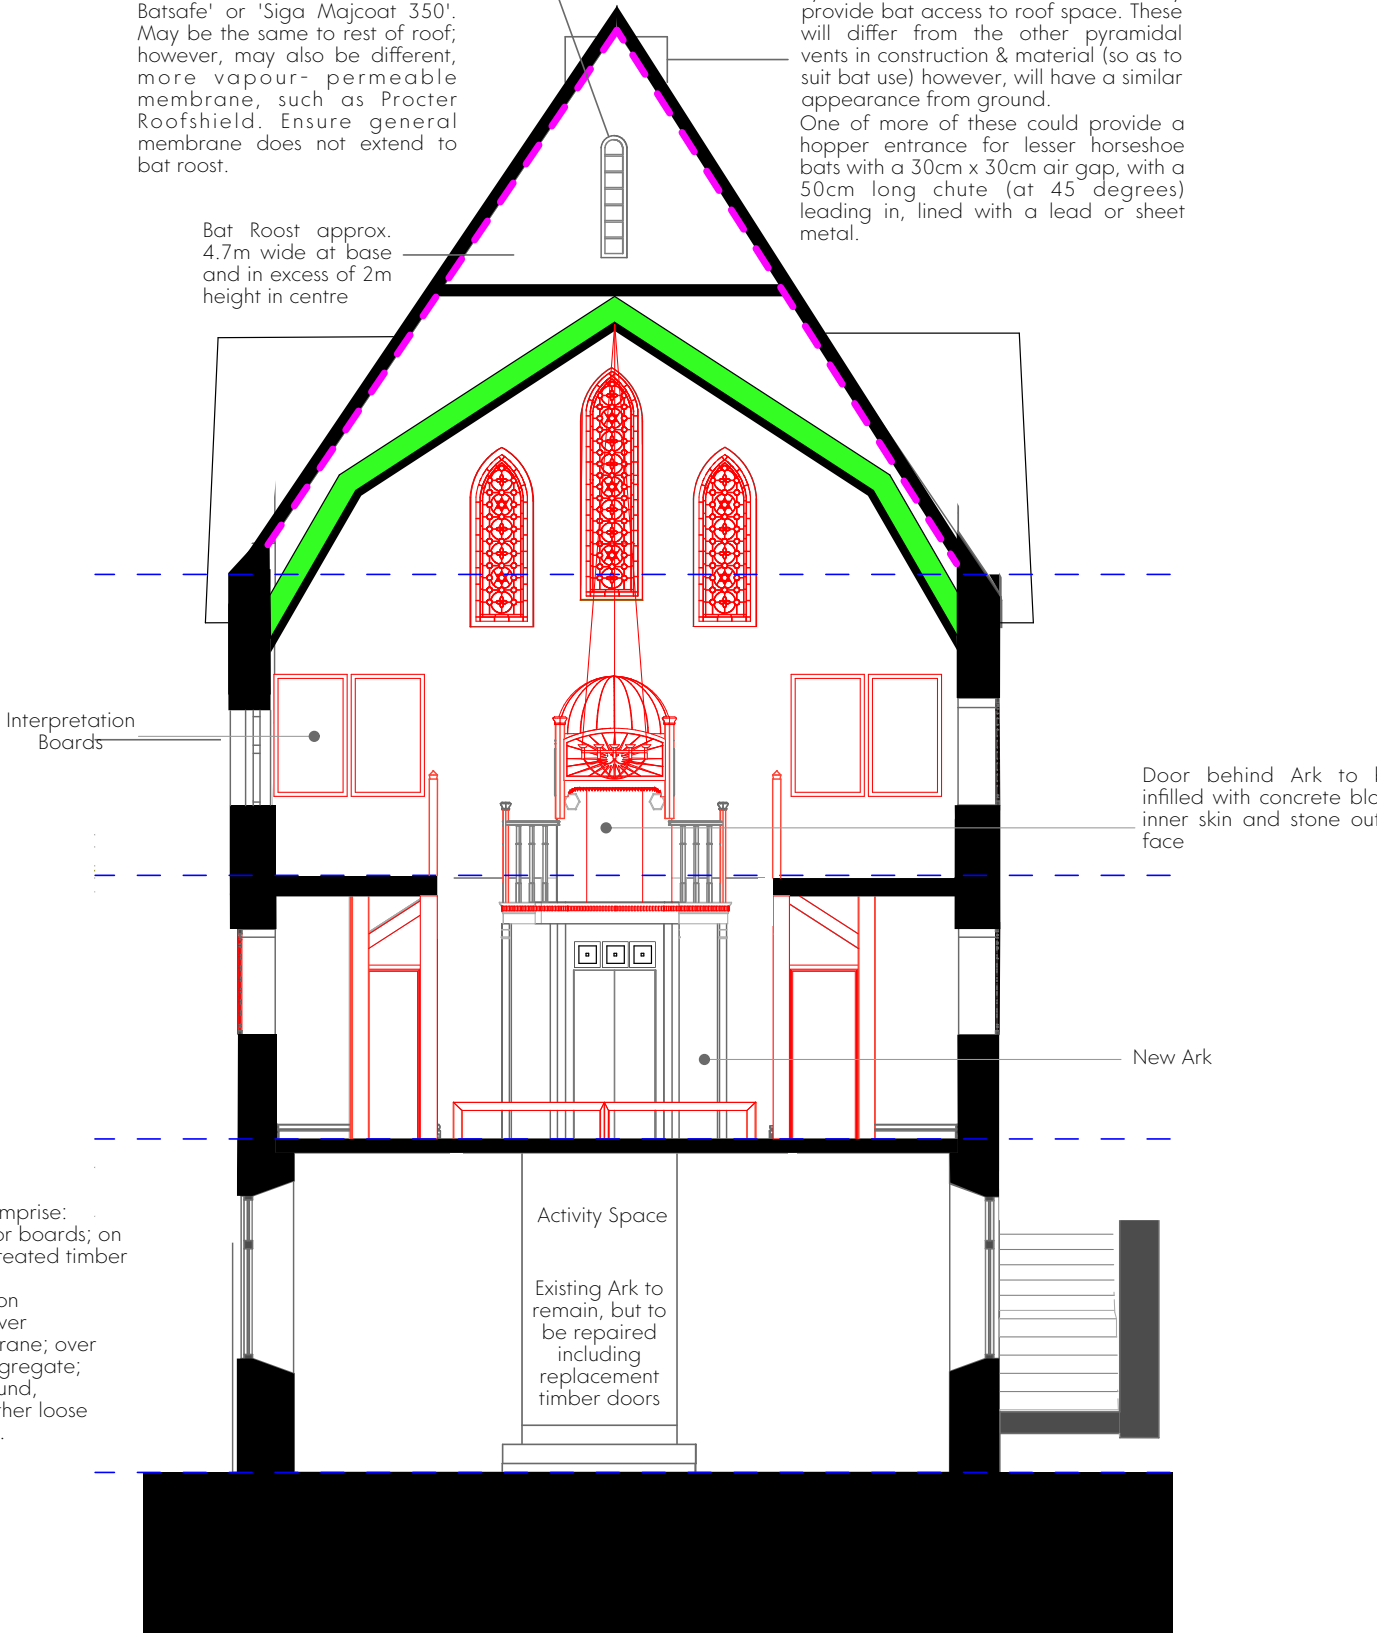 Batsafe' or 'Siga Majcoat 350'.
May be the same to rest of roof;
however, may also be different,
more vapour- permeable
membrane, such as Procter
Roofshield. Ensure general
membrane does not extend to
bat roost.
provide bat access to roof space. These
will differ from the other pyramidal
vents in construction & material (so as to
suit bat use) however, will have a similar
appearance from ground.
One of more of these could provide a
hopper entrance for lesser horseshoe
bats with a 30cm x 30cm air gap, with a
50cm long chute (at 45 degrees)
leading in, lined with a lead or sheet
metal.
Bat Roost approx.
4.7m wide at base
and in excess of 2m
height in centre
Interpretation
Boards
Door behind Ark to
infilled with concrete
inner skin and stone
face
New Ark
Activity Space
Existing Ark to
remain, but to
be repaired
including
replacement
timber doors
mprise:
or boards; on
reated timber
on
ver
rane; over
gregate;
und,
her loose
.